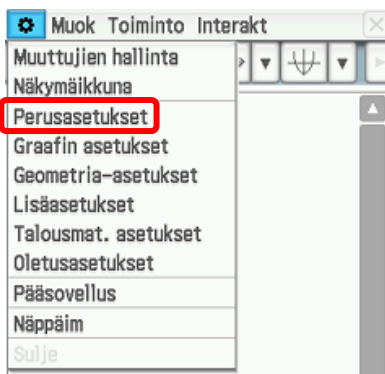 Muok Toiminto Interakt
Muuttujien hallinta
Näkymäikkuna
Perusasetukset
Graafin asetukset
Geometria-asetukset
Lisäasetukset
Talousmat. asetukset
Oletusasetukset
Pääsovellus
Näppäim
Sulje